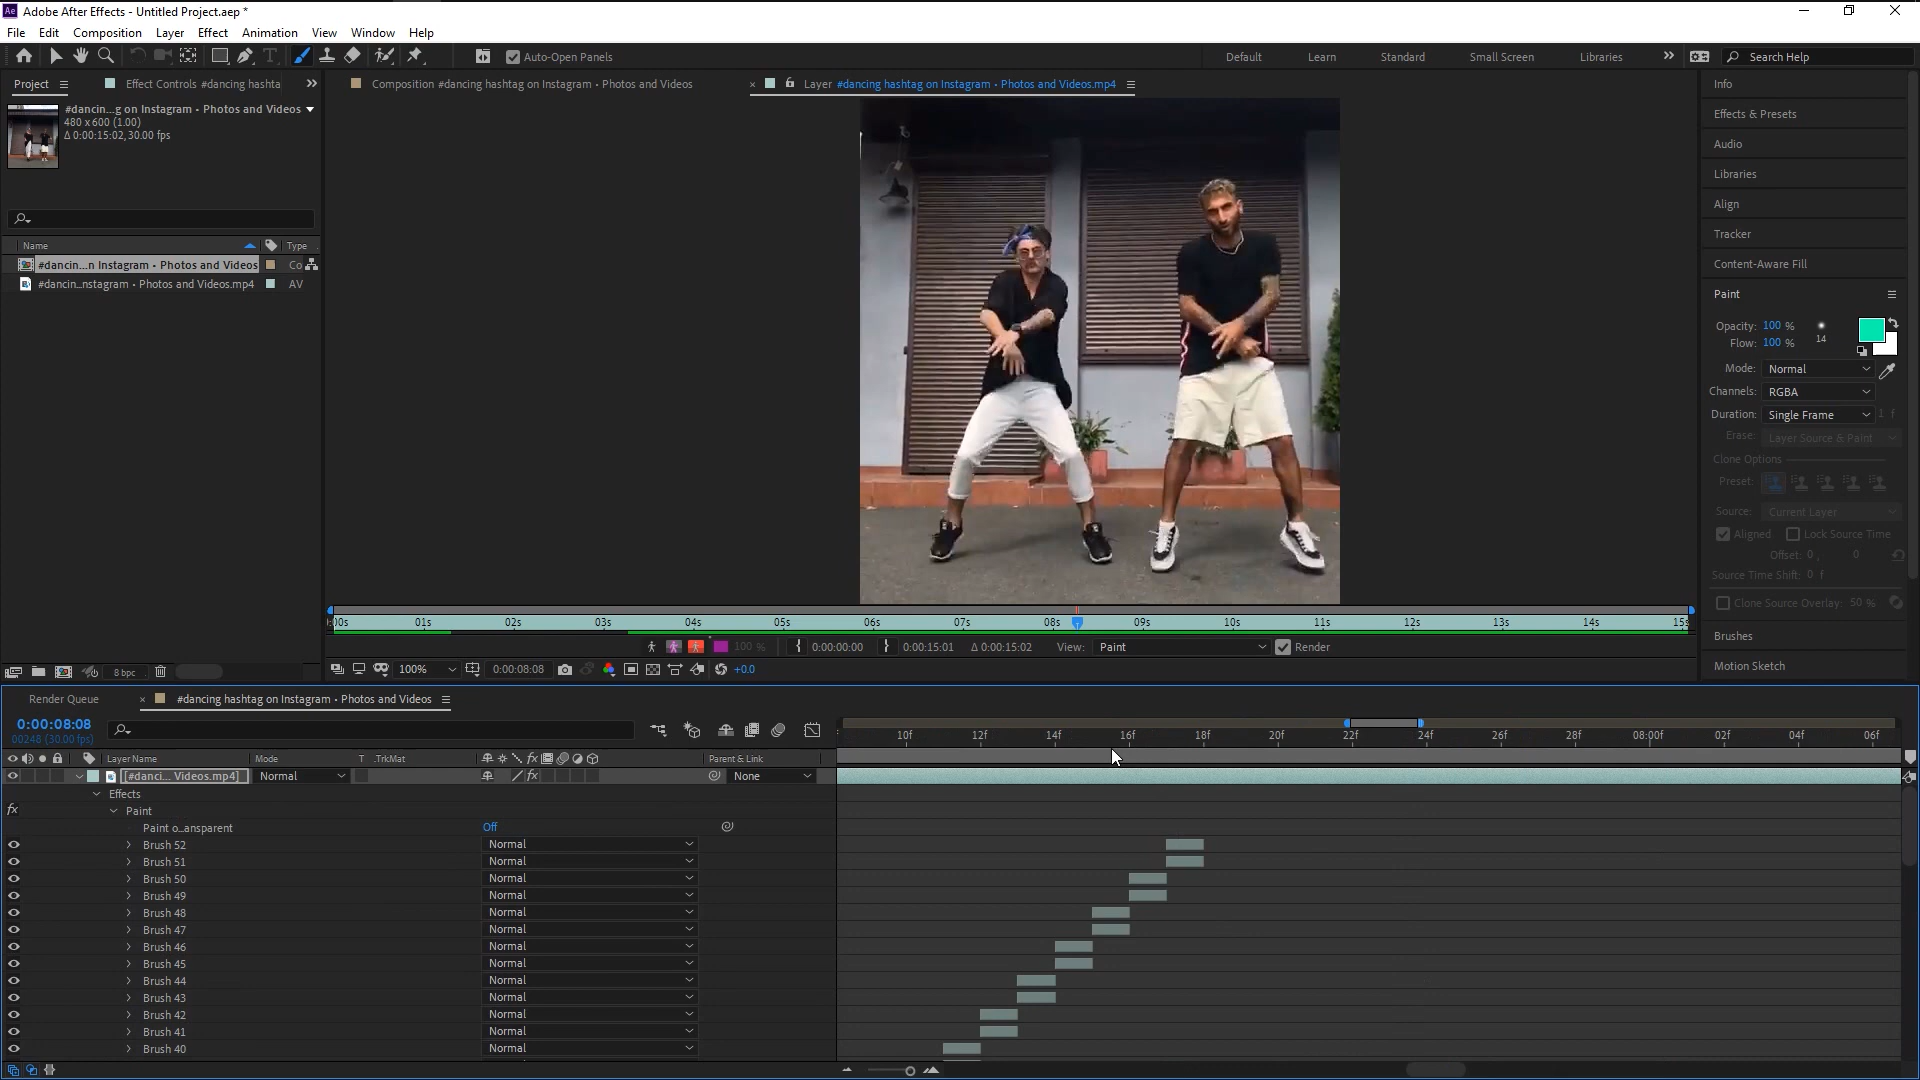 Ae Adobe After Effects - Untitled Project.aep *
File Edit Composition Layer Effect Animation View Window Help
Auto-Open Panels
Default Learn Standard Small Screen Libraries Search Help
Project
Effect Controls #dancing hashta
Composition #dancing hashtag on Instagram • Photos and Videos
Layer #dancing hashtag on Instagram • Photos and Videos.mp4
#dancin...g on Instagram • Photos and Videos
480 x 600 (1.00)
Δ 0:00:15:02, 30.00 fps
Name Type
#dancin...n Instagram • Photos and Videos Co
#dancin...nstagram • Photos and Videos.mp4 AV
8 bpc
:00s 01s 02s 03s 04s 05s 06s 07s 08s 09s 10s 11s 12s 13s 14s 15s
100 % 0:00:00:00 0:00:15:01 Δ 0:00:15:02 View: Paint Render
100% 0:00:08:08 +0.0
Info
Effects & Presets
Audio
Libraries
Align
Tracker
Content-Aware Fill
Paint
Opacity: 100 %
Flow: 100 %
14
Mode: Normal
Channels: RGBA
Duration: Single Frame 1 f
Erase: Layer Source & Paint
Clone Options
Preset:
Source: Current Layer
Aligned Lock Source Time
Offset: 0 , 0
Source Time Shift: 0 f
Clone Source Overlay: 50 %
Brushes
Motion Sketch
Render Queue
#dancing hashtag on Instagram • Photos and Videos
0:00:08:08
00248 (30.00 fps)
10f 12f 14f 16f 18f 20f 22f 24f 26f 28f 08:00f 02f 04f 06f
Layer Name Mode T .TrkMat fx Parent & Link
[#danci... Videos.mp4] Normal fx None
Effects
fx Paint
Paint o...ansparent Off
Brush 52 Normal
Brush 51 Normal
Brush 50 Normal
Brush 49 Normal
Brush 48 Normal
Brush 47 Normal
Brush 46 Normal
Brush 45 Normal
Brush 44 Normal
Brush 43 Normal
Brush 42 Normal
Brush 41 Normal
Brush 40 Normal